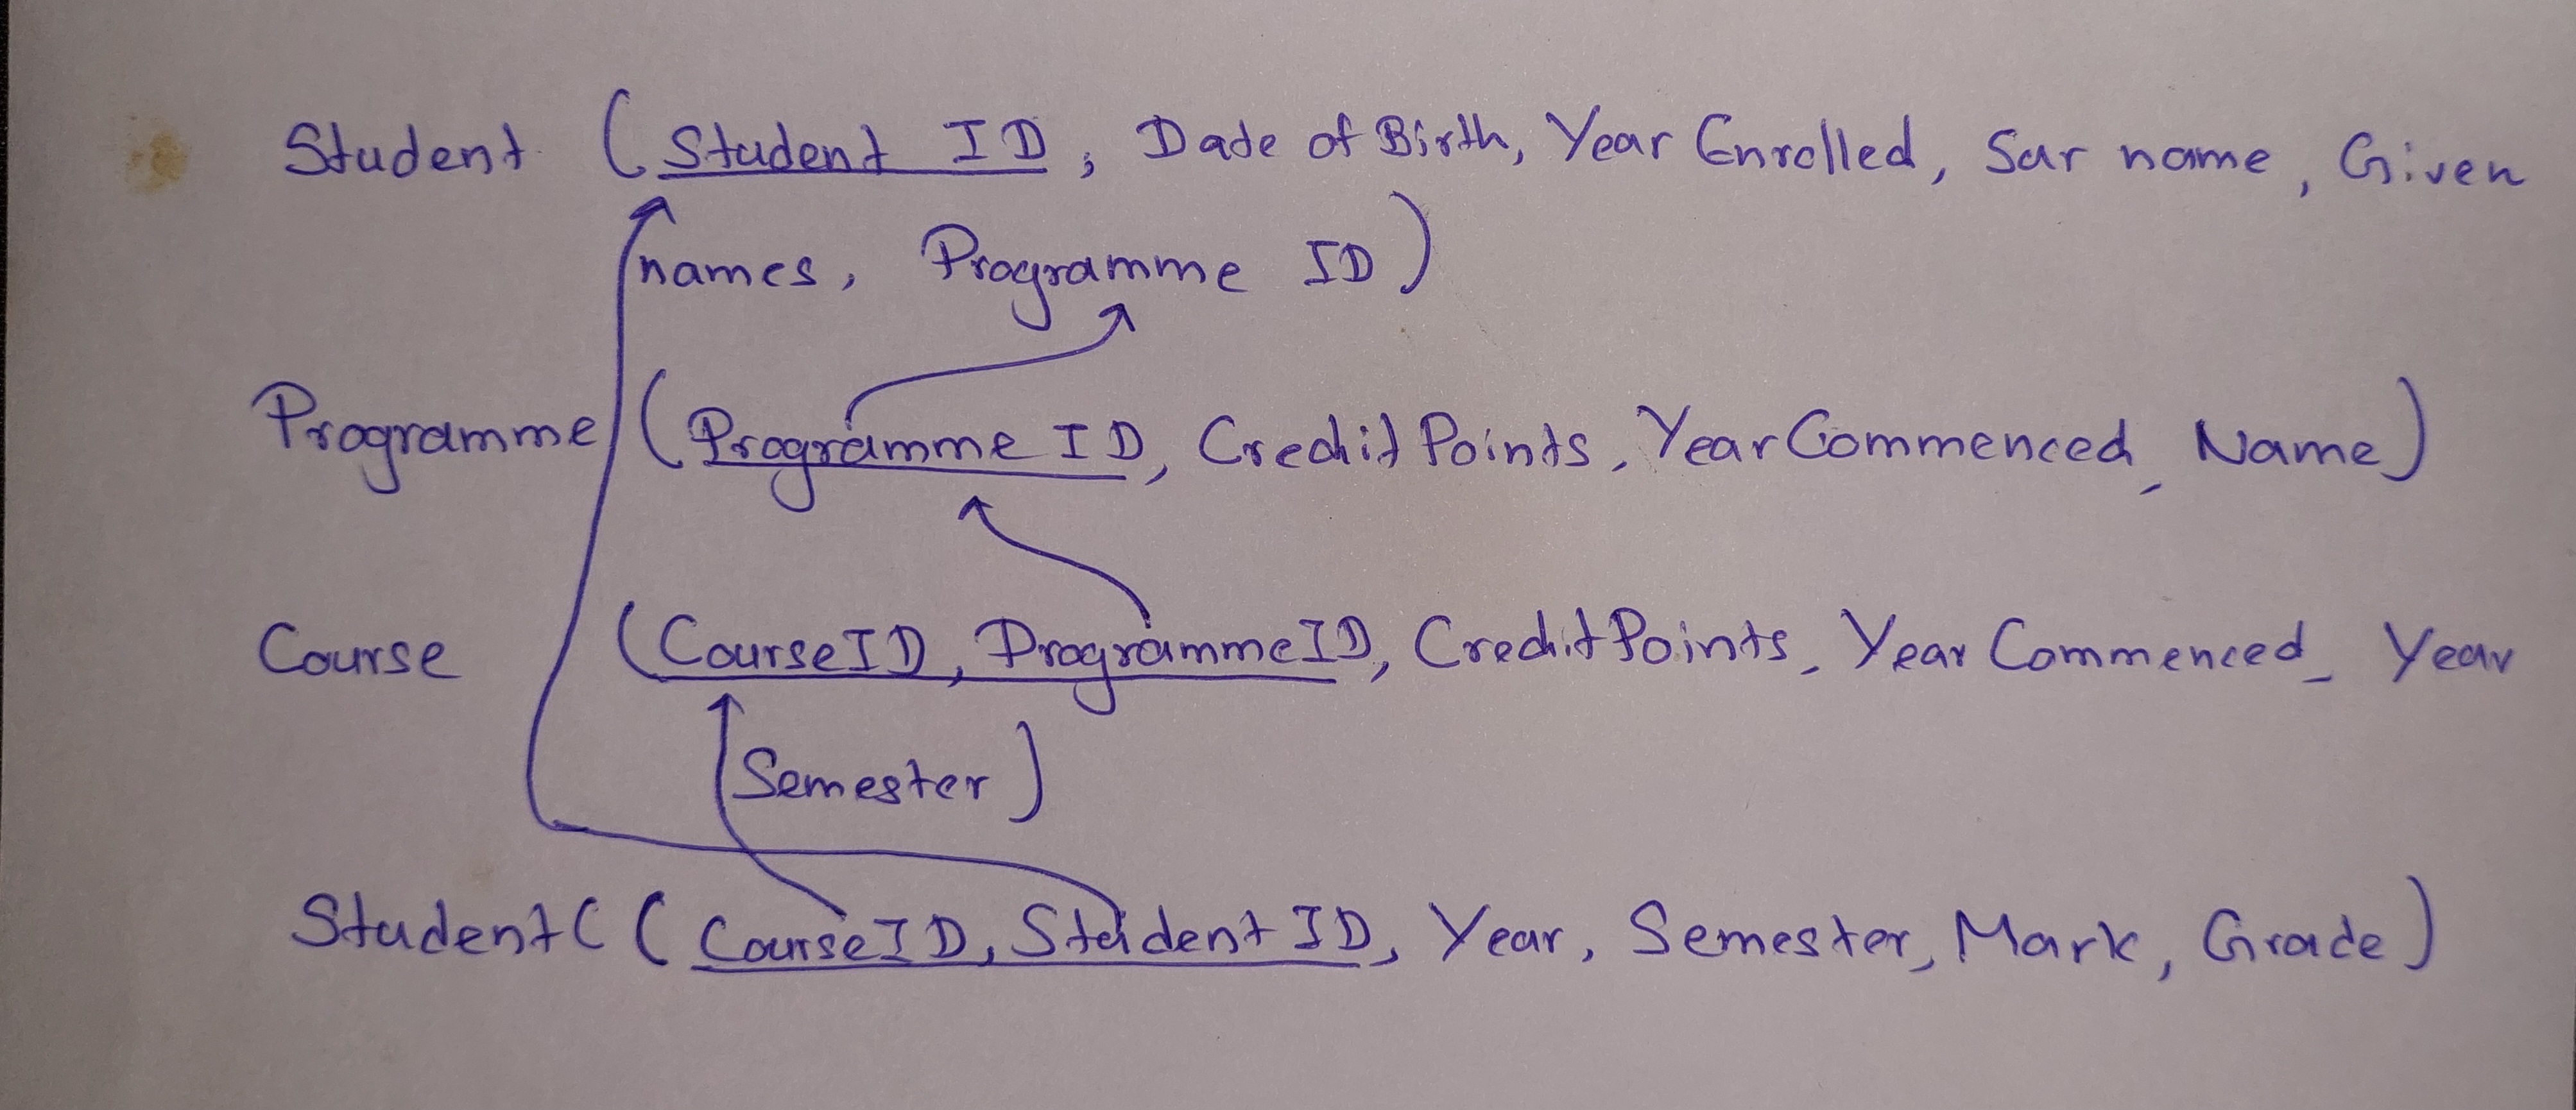 Student (Student ID, Date of Birth, Year Enrolled, Sur name, Given
names, Programme ID)
Programme (Programme ID, Credit Points, Year Commenced, Name)
Course (CourseID, ProgrammeID, Credit Points, Year Commenced, Year
Semester)
StudentC (CourseID, Student ID, Year, Semester, Mark, Grade)